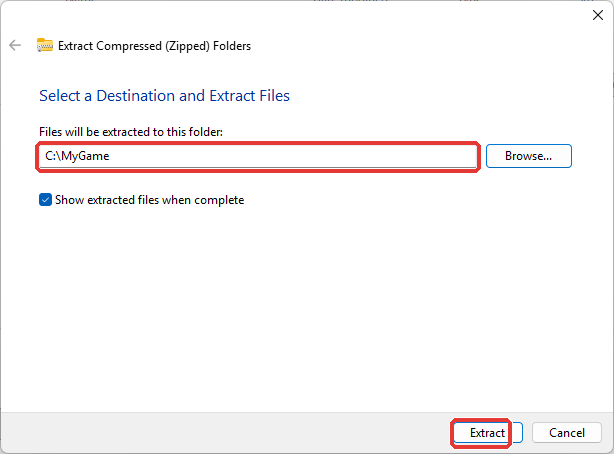 Extract Compressed (Zipped) Folders
Select a Destination and Extract Files
Files will be extracted to this folder:
C:\MyGame
Browse...
Show extracted files when complete
Extract
Cancel